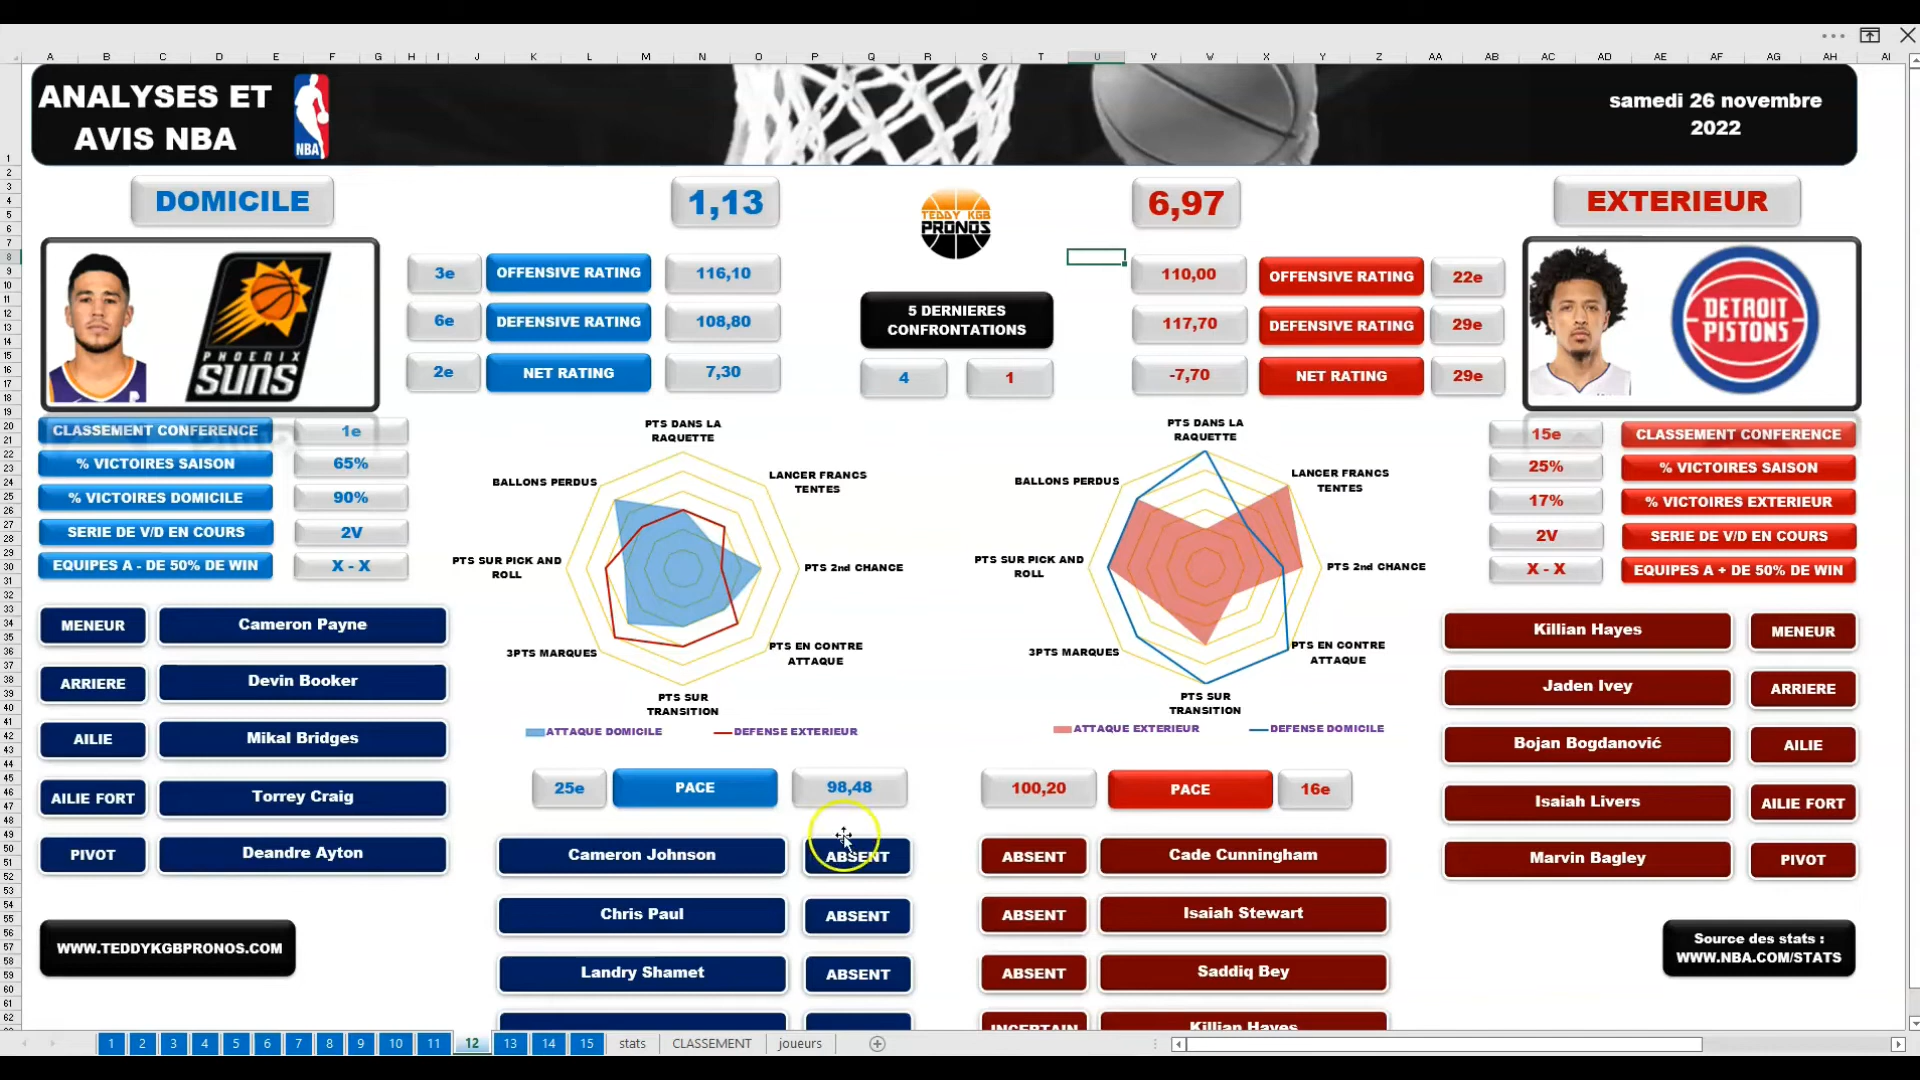 A B C D E F G H I J K L M N O P Q R S T U V W X Y Z AA AB AC AD AE AF AG AH AI
ANALYSES ET
AVIS NBA
NBA
samedi 26 novembre
2022
DOMICILE
1,13
TEDDY KGB
PRONOS
6,97
EXTERIEUR
PHOENIX
SUNS
3e OFFENSIVE RATING 116,10
6e DEFENSIVE RATING 108,80
2e NET RATING 7,30
5 DERNIERES
CONFRONTATIONS
4 1
110,00 OFFENSIVE RATING 22e
117,70 DEFENSIVE RATING 29e
-7,70 NET RATING 29e
DETROIT
PISTONS
CLASSEMENT CONFERENCE 1e
% VICTOIRES SAISON 65%
% VICTOIRES DOMICILE 90%
SERIE DE V/D EN COURS 2V
EQUIPES A - DE 50% DE WIN X - X
PTS DANS LA
RAQUETTE
LANCER FRANCS
TENTES
PTS 2nd CHANCE
PTS EN CONTRE
ATTAQUE
PTS SUR
TRANSITION
3PTS MARQUES
PTS SUR PICK AND
ROLL
BALLONS PERDUS
ATTAQUE DOMICILE DEFENSE EXTERIEUR
PTS DANS LA
RAQUETTE
LANCER FRANCS
TENTES
PTS 2nd CHANCE
PTS EN CONTRE
ATTAQUE
PTS SUR
TRANSITION
3PTS MARQUES
PTS SUR PICK AND
ROLL
BALLONS PERDUS
ATTAQUE EXTERIEUR DEFENSE DOMICILE
15e CLASSEMENT CONFERENCE
25% % VICTOIRES SAISON
17% % VICTOIRES EXTERIEUR
2V SERIE DE V/D EN COURS
X - X EQUIPES A + DE 50% DE WIN
MENEUR Cameron Payne
ARRIERE Devin Booker
AILIE Mikal Bridges
AILIE FORT Torrey Craig
PIVOT Deandre Ayton
Killian Hayes MENEUR
Jaden Ivey ARRIERE
Bojan Bogdanović AILIE
Isaiah Livers AILIE FORT
Marvin Bagley PIVOT
25e PACE 98,48
100,20 PACE 16e
Cameron Johnson ABSENT
Chris Paul ABSENT
Landry Shamet ABSENT
ABSENT Cade Cunningham
ABSENT Isaiah Stewart
ABSENT Saddiq Bey
INCERTAIN Killian Hayes
WWW.TEDDYKGBPRONOS.COM
Source des stats :
WWW.NBA.COM/STATS
1 2 3 4 5 6 7 8 9 10 11 12 13 14 15 stats CLASSEMENT joueurs